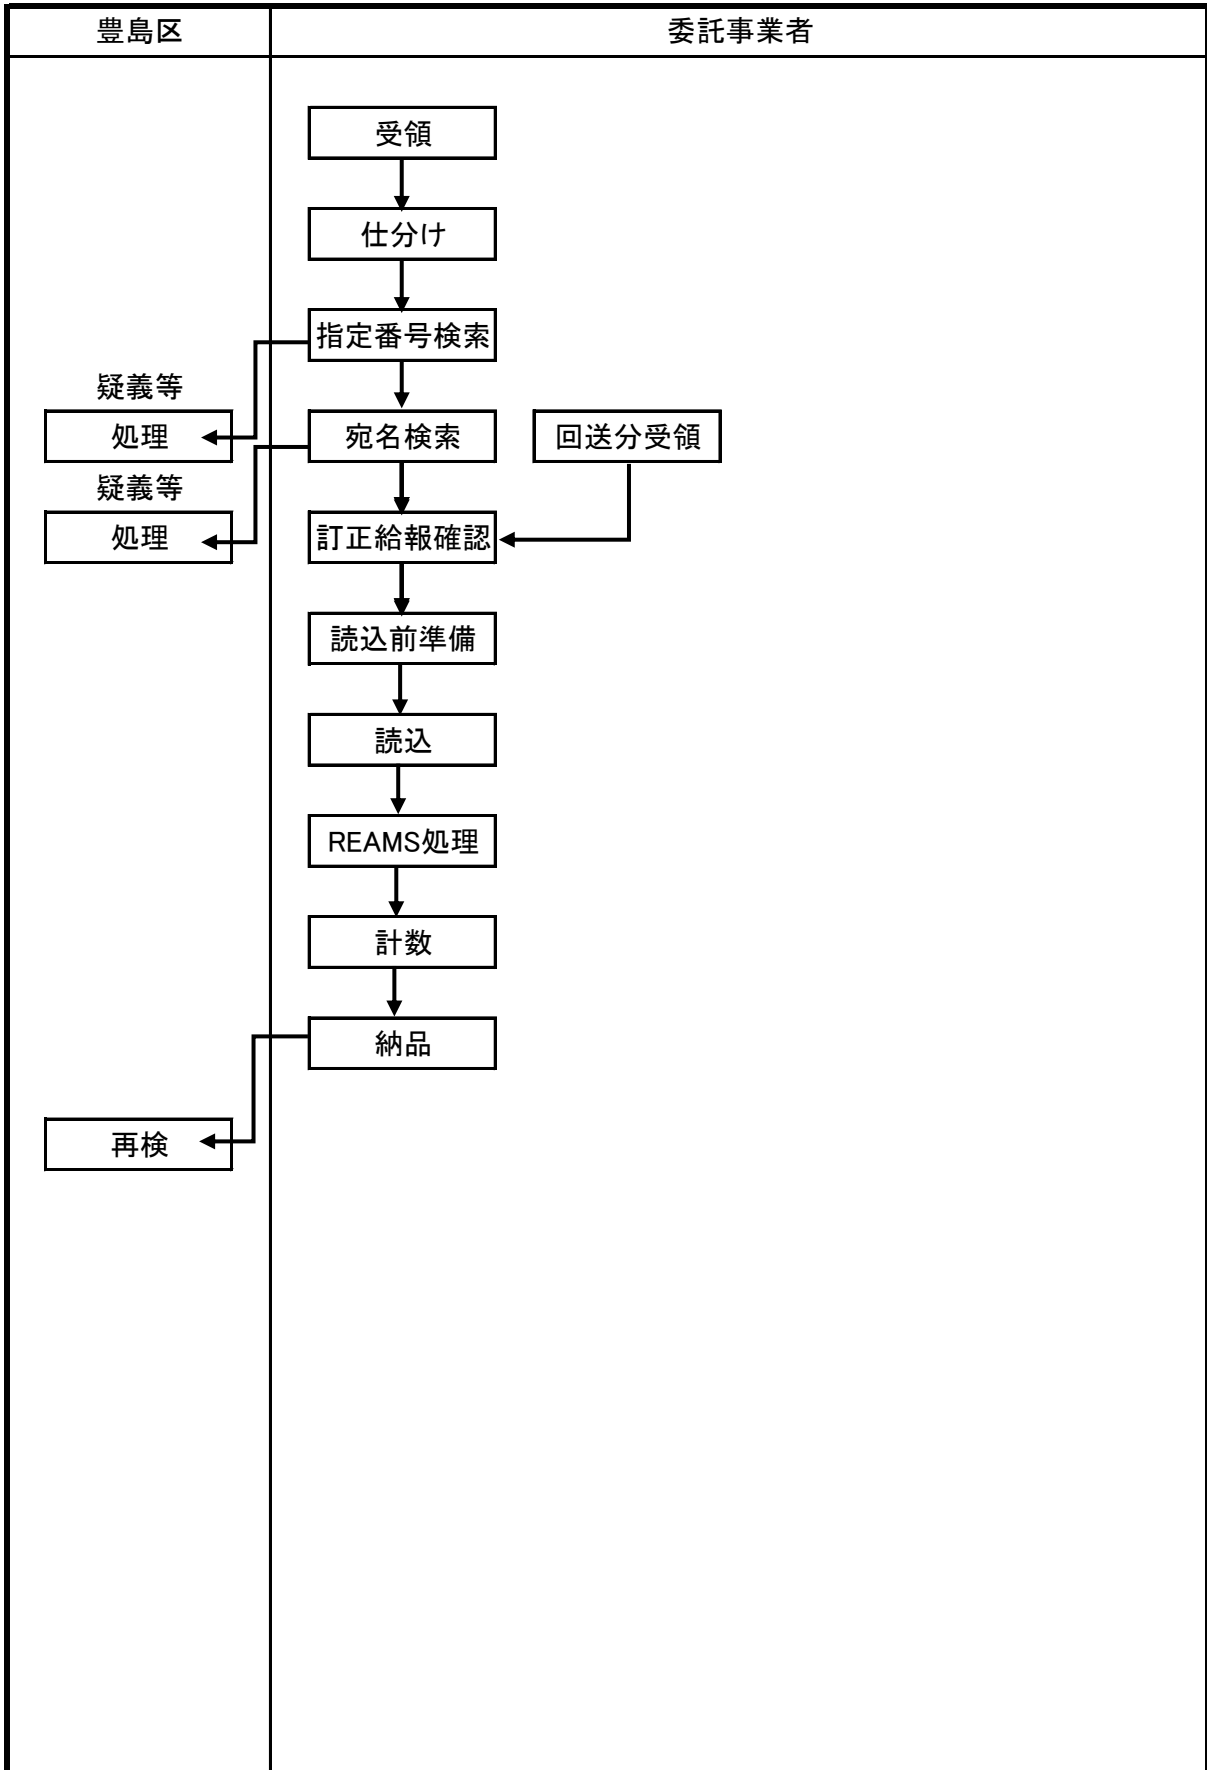 豊島区
委託事業者
受領
仕分け
指定番号検索
疑義等
処理
宛名検索
回送分受領
疑義等
処理
訂正給報確認
読込前準備
読込
REAMS処理
計数
納品
再検